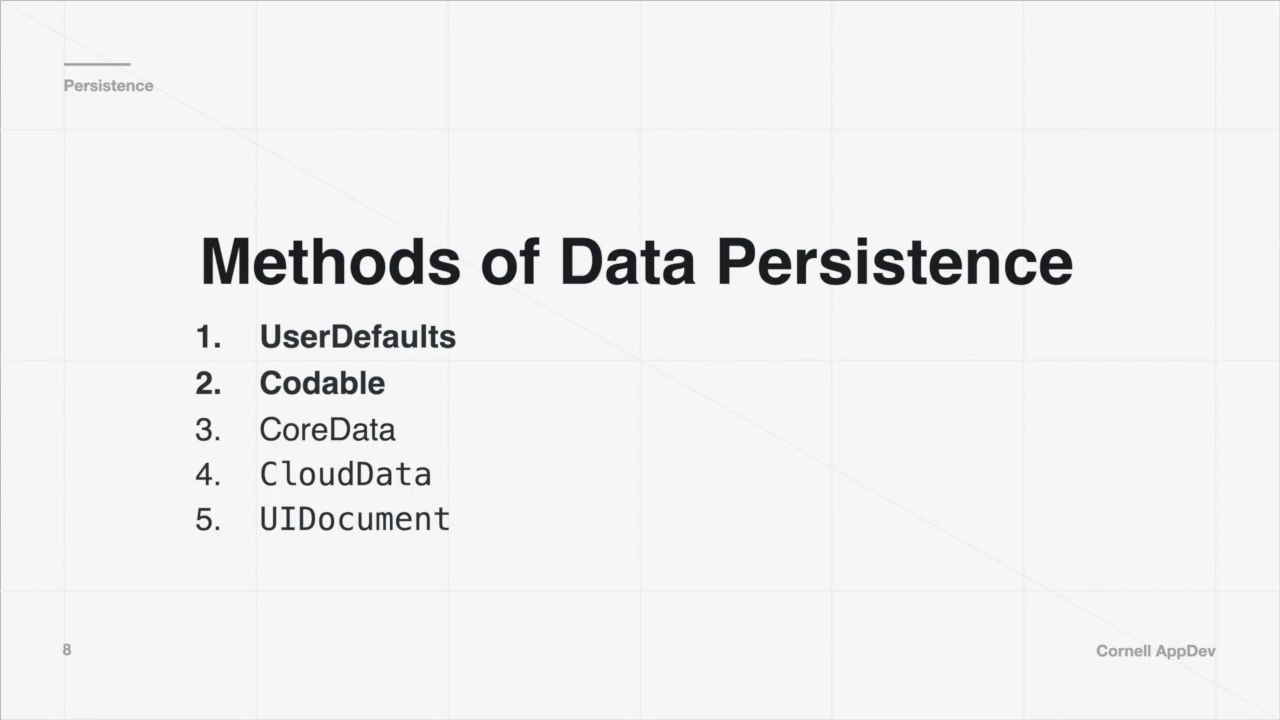 Persistence
Methods of Data Persistence
1. UserDefaults
2. Codable
3. CoreData
4. CloudData
5. UIDocument
8
Cornell AppDev